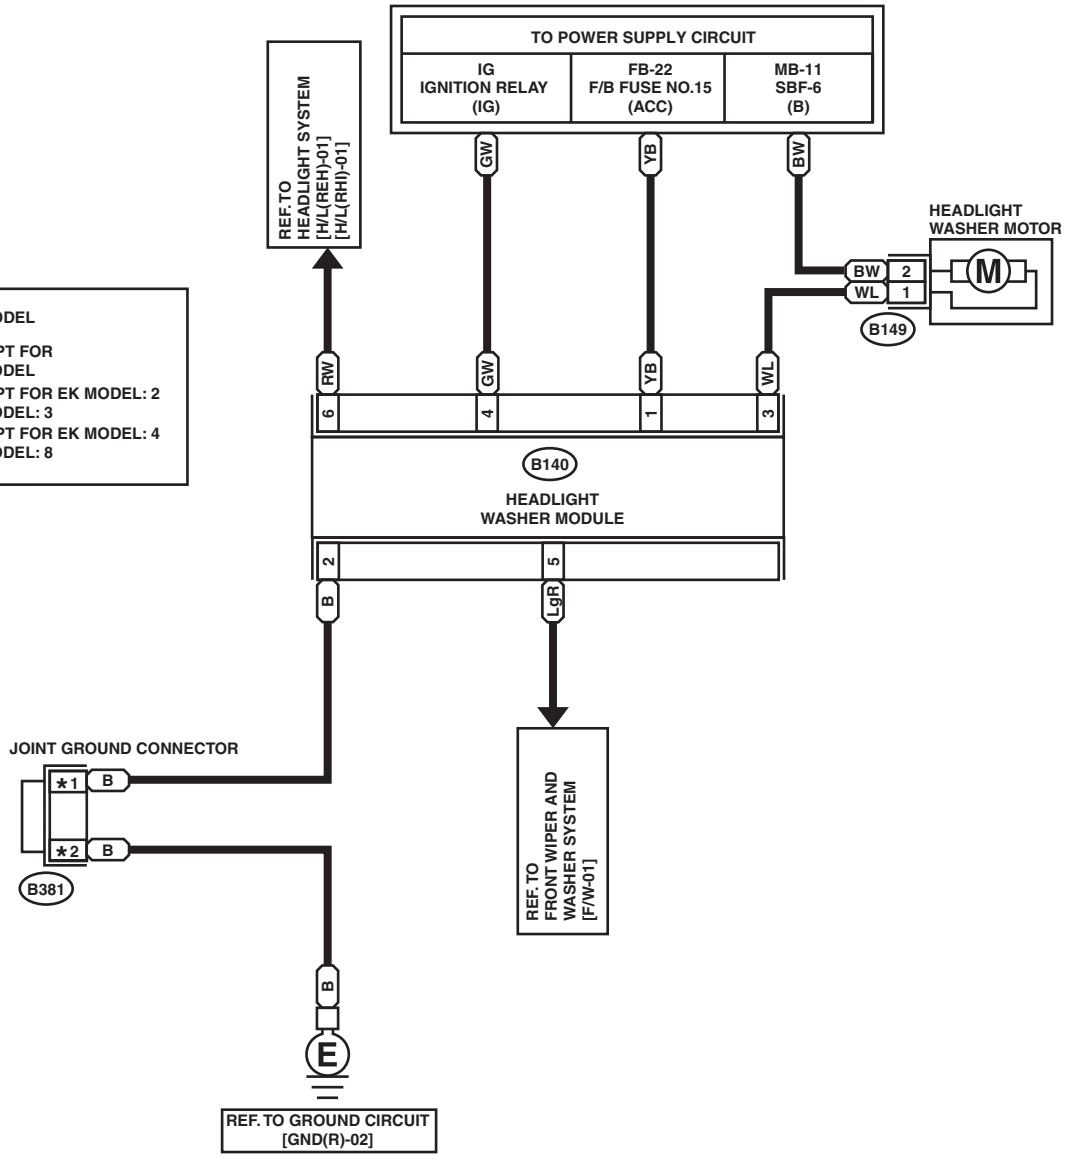 TO POWER SUPPLY CIRCUIT
IG
IGNITION RELAY
(IG)
FB-22
F/B FUSE NO.15
(ACC)
MB-11
SBF-6
(B)
REF. TO
HEADLIGHT SYSTEM
[H/L(REH)-01]
[H/L(RHI)-01]
GW
YB
BW
HEADLIGHT
WASHER MOTOR
BW
2
M
WL
1
B149
ODEL
PT FOR
ODEL
PT FOR EK MODEL: 2
ODEL: 3
PT FOR EK MODEL: 4
ODEL: 8
RW
GW
YB
WL
6
4
1
3
B140
HEADLIGHT
WASHER MODULE
2
5
B
LgR
JOINT GROUND CONNECTOR
*1
B
*2
B
B381
REF. TO
FRONT WIPER AND
WASHER SYSTEM
[F/W-01]
B
E
REF. TO GROUND CIRCUIT
[GND(R)-02]